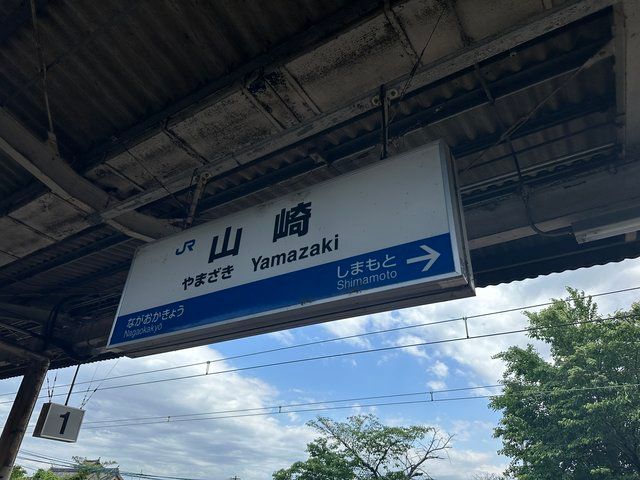 JR 山崎
やまざき Yamazaki
しまもと
Shimamoto
ながおかきょう
Nagaokakyō
1